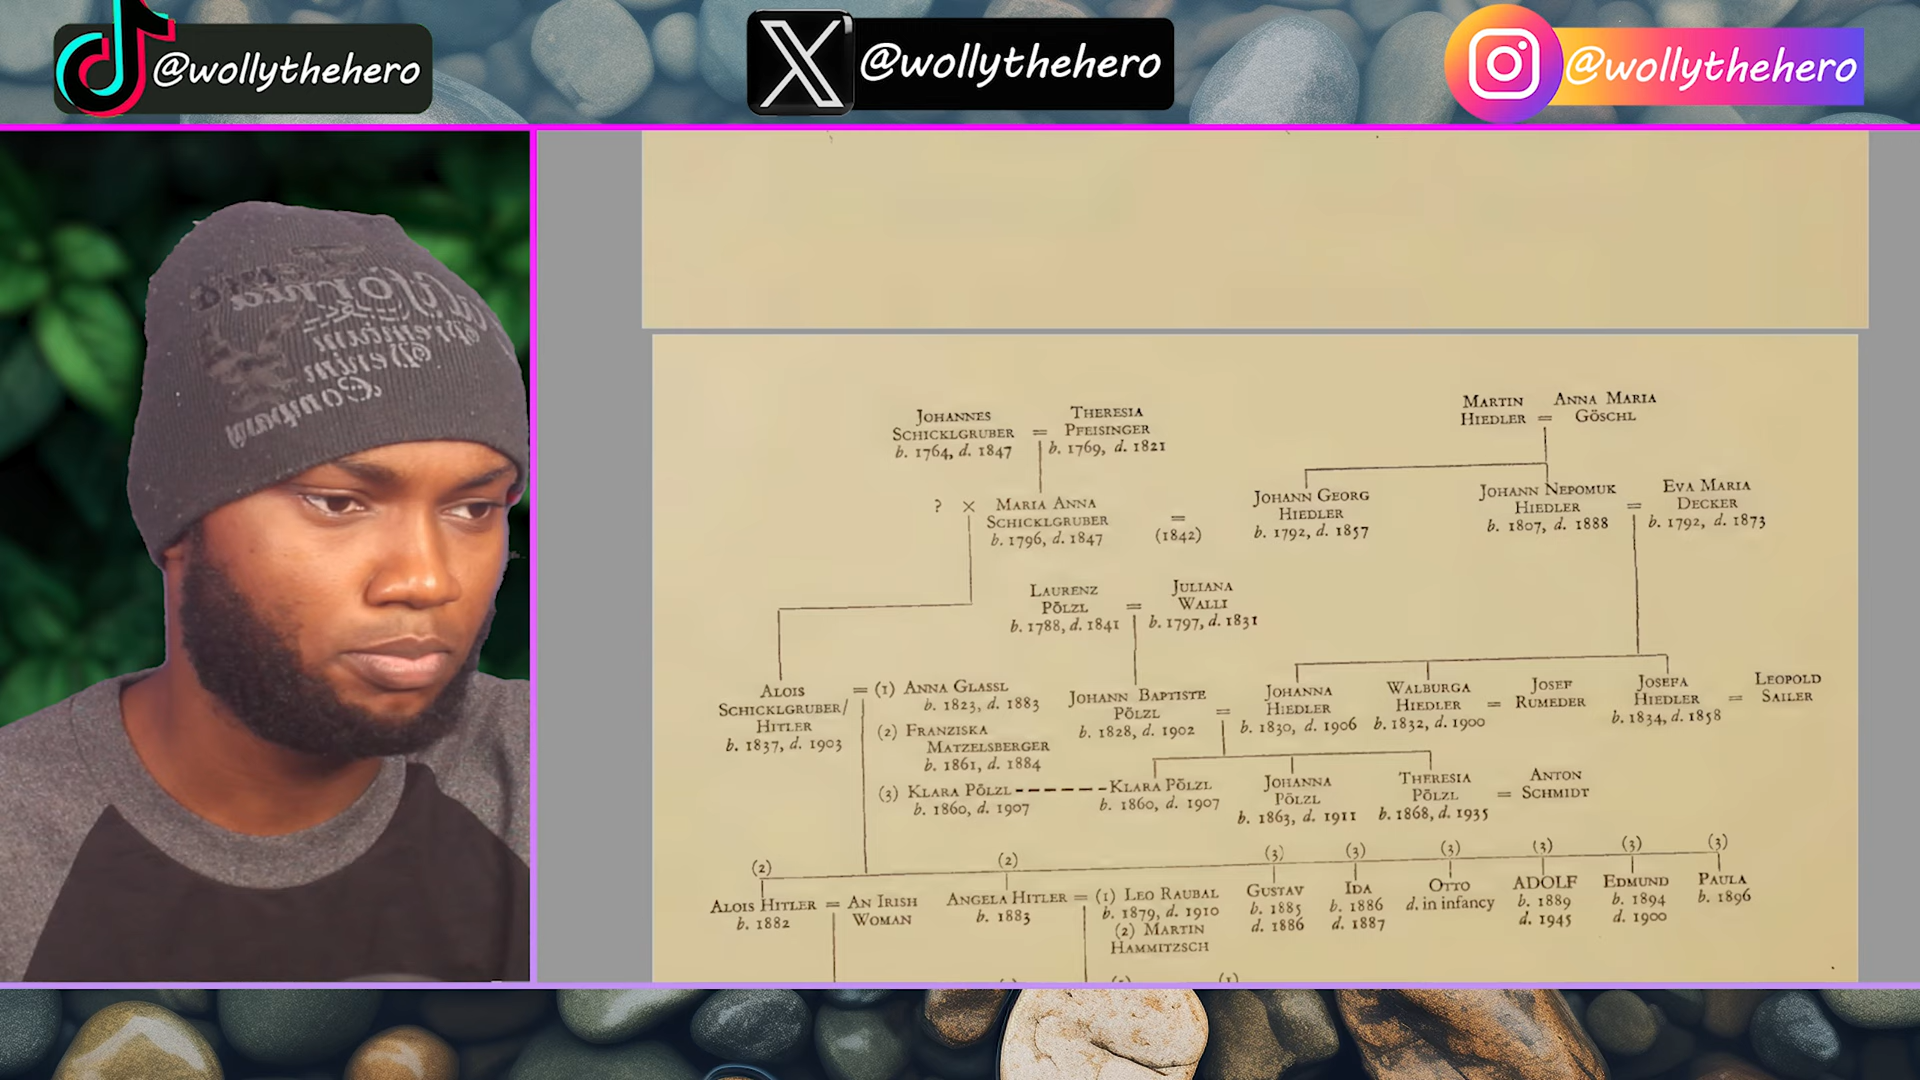 @wollythehero
@wollythehero
@wollythehero
California
Premium
Denim
Company
JOHANNES
SCHICKLGRUBER
b. 1764, d. 1847
=
THERESIA
PFEISINGER
b. 1769, d. 1821
MARTIN
HIEDLER
=
ANNA MARIA
GÖSCHL
? ×
MARIA ANNA
SCHICKLGRUBER
b. 1796, d. 1847
=
(1842)
JOHANN GEORG
HIEDLER
b. 1792, d. 1857
JOHANN NEPOMUK
HIEDLER
b. 1807, d. 1888
=
EVA MARIA
DECKER
b. 1792, d. 1873
LAURENZ
PÖLZL
b. 1788, d. 1841
=
JULIANA
WALLI
b. 1797, d. 1831
ALOIS
SCHICKLGRUBER/
HITLER
b. 1837, d. 1903
= (1) ANNA GLASSL
b. 1823, d. 1883
(2) FRANZISKA
MATZELSBERGER
b. 1861, d. 1884
(3) KLARA PÖLZL
b. 1860, d. 1907
JOHANN BAPTISTE
PÖLZL
b. 1828, d. 1902
=
JOHANNA
HIEDLER
b. 1830, d. 1906
WALBURGA
HIEDLER
b. 1832, d. 1900
=
JOSEF
RUMEDER
JOSEFA
HIEDLER
b. 1834, d. 1858
=
LEOPOLD
SAILER
KLARA PÖLZL
b. 1860, d. 1907
JOHANNA
PÖLZL
b. 1863, d. 1911
THERESIA
PÖLZL
b. 1868, d. 1935
=
ANTON
SCHMIDT
(2)
(2)
(3)
(3)
(3)
(3)
(3)
(3)
ALOIS HITLER
b. 1882
=
AN IRISH
WOMAN
ANGELA HITLER
b. 1883
= (1) LEO RAUBAL
b. 1879, d. 1910
(2) MARTIN
HAMMITZSCH
GUSTAV
b. 1885
d. 1886
IDA
b. 1886
d. 1887
OTTO
d. in infancy
ADOLF
b. 1889
d. 1945
EDMUND
b. 1894
d. 1900
PAULA
b. 1896